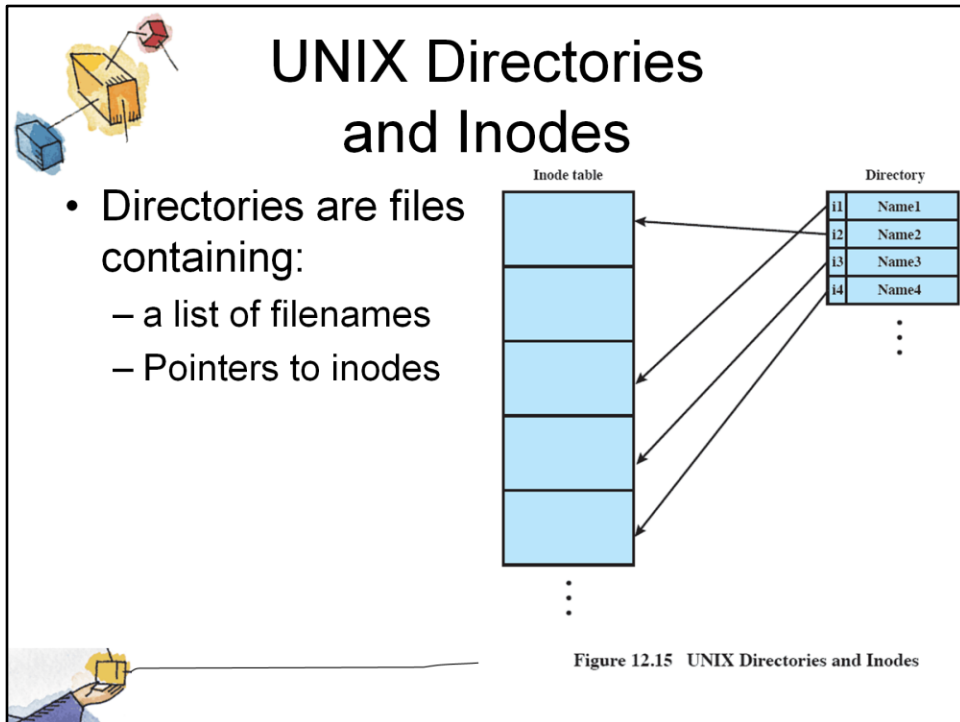 UNIX Directories
and Inodes
• Directories are files
containing:
– a list of filenames
– Pointers to inodes
Inode table
Directory
i1 Name1
i2 Name2
i3 Name3
i4 Name4
Figure 12.15 UNIX Directories and Inodes